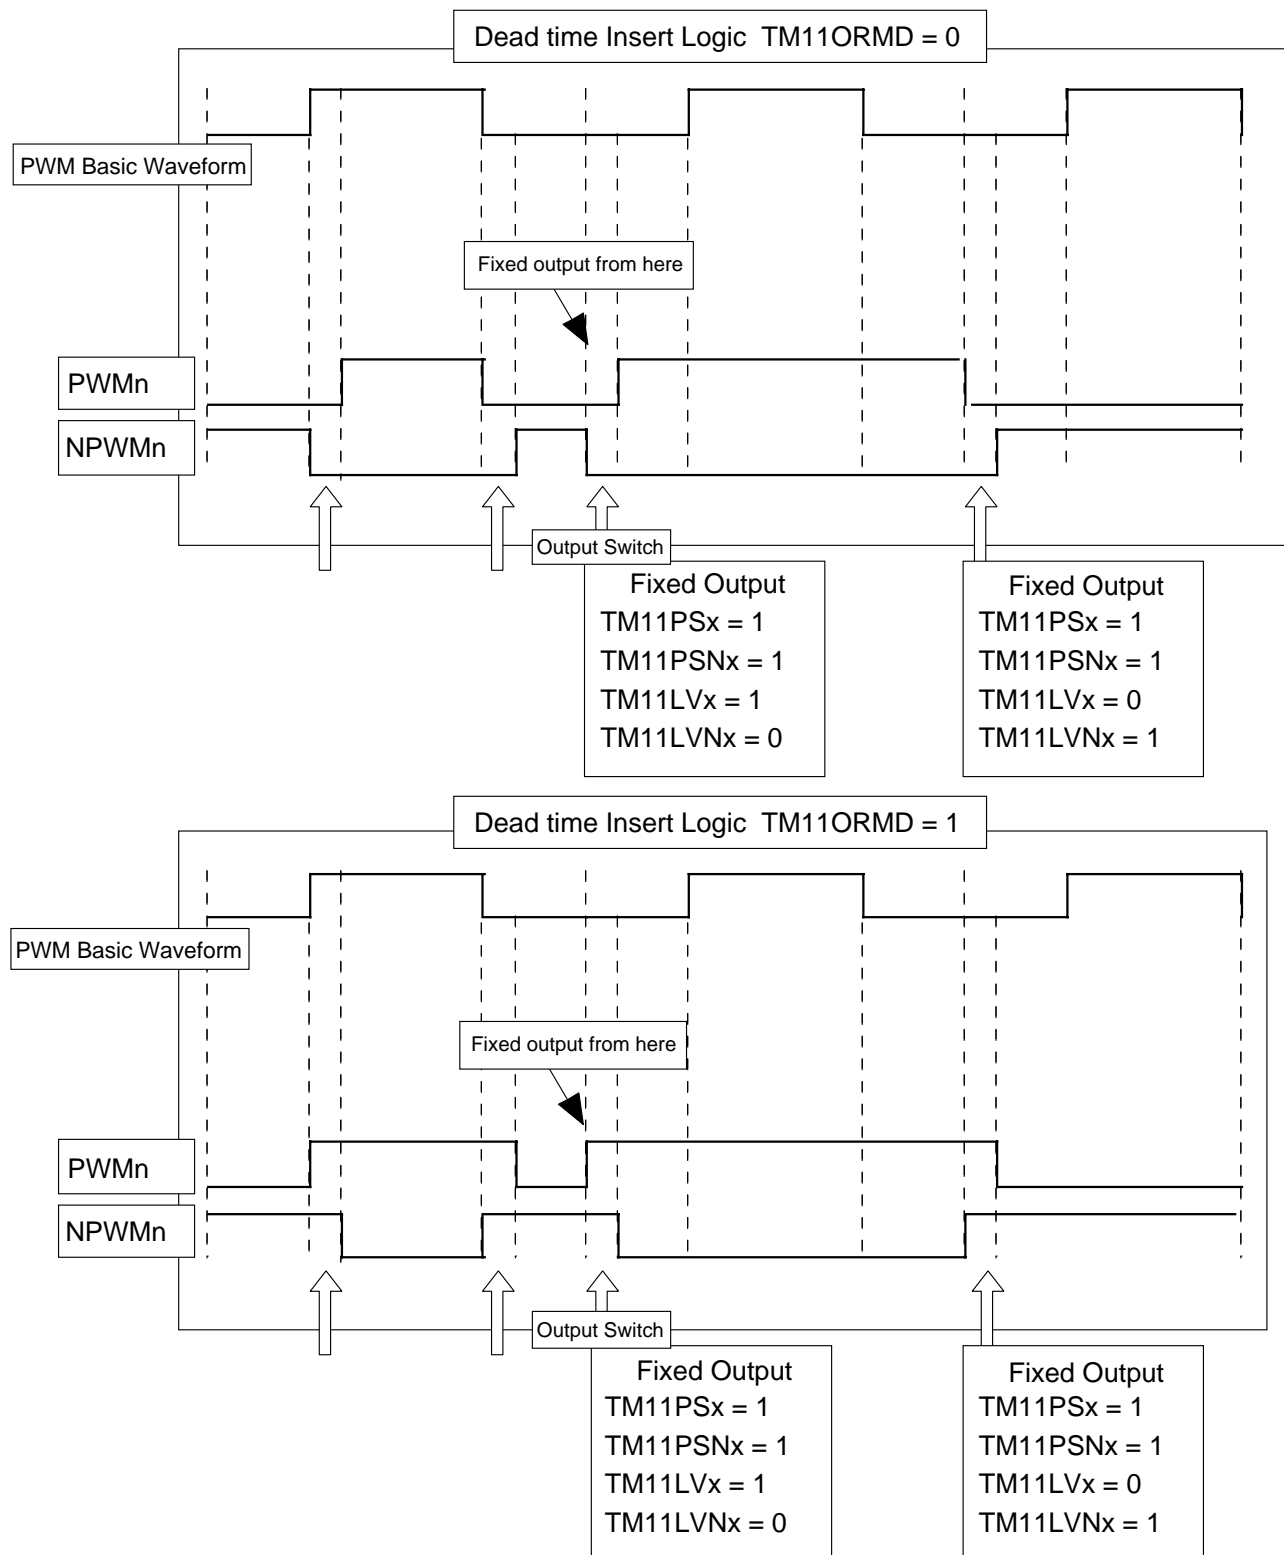 Dead time Insert Logic  TM11ORMD = 0
PWM Basic Waveform
Fixed output from here
PWMn
NPWMn
Output Switch
Fixed Output
TM11PSx = 1
TM11PSNx = 1
TM11LVx = 1
TM11LVNx = 0
Fixed Output
TM11PSx = 1
TM11PSNx = 1
TM11LVx = 0
TM11LVNx = 1
Dead time Insert Logic  TM11ORMD = 1
PWM Basic Waveform
Fixed output from here
PWMn
NPWMn
Output Switch
Fixed Output
TM11PSx = 1
TM11PSNx = 1
TM11LVx = 1
TM11LVNx = 0
Fixed Output
TM11PSx = 1
TM11PSNx = 1
TM11LVx = 0
TM11LVNx = 1